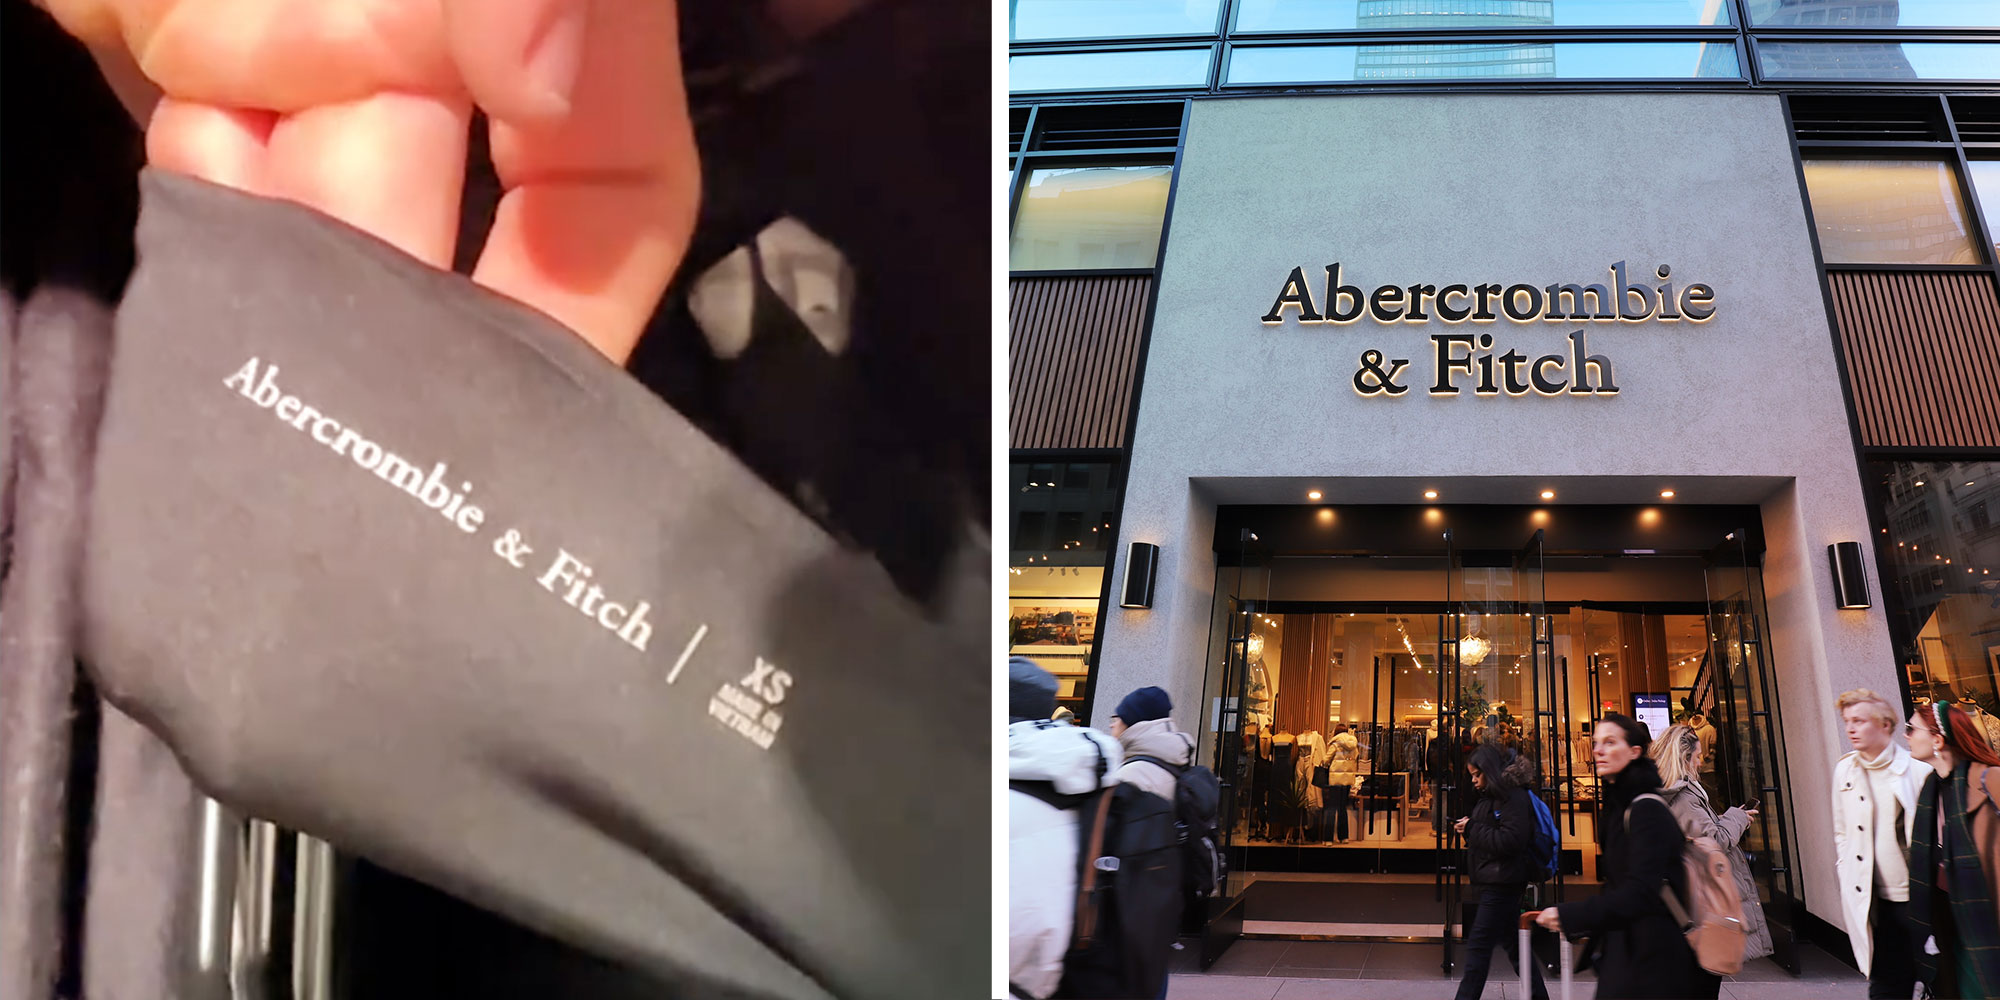 Abercrombie & Fitch | XS
MADE IN
VIETNAM
Abercrombie
& Fitch